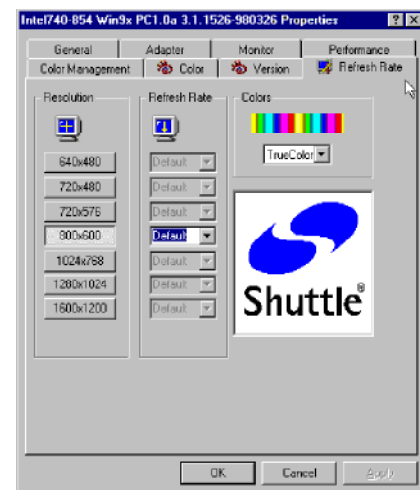 Intel740-854 Win9x PC1.0a 3.1.1526-980326 Properties
General Adapter Monitor Performance
Color Management Color Version Refresh Rate
Resolution Refresh Rate Colors
640x480 Default TrueColor
720x480 Default
720x576 Default
800x600 Default
1024x768 Default
1280x1024 Default
1600x1200 Default
Shuttle®
OK Cancel Apply